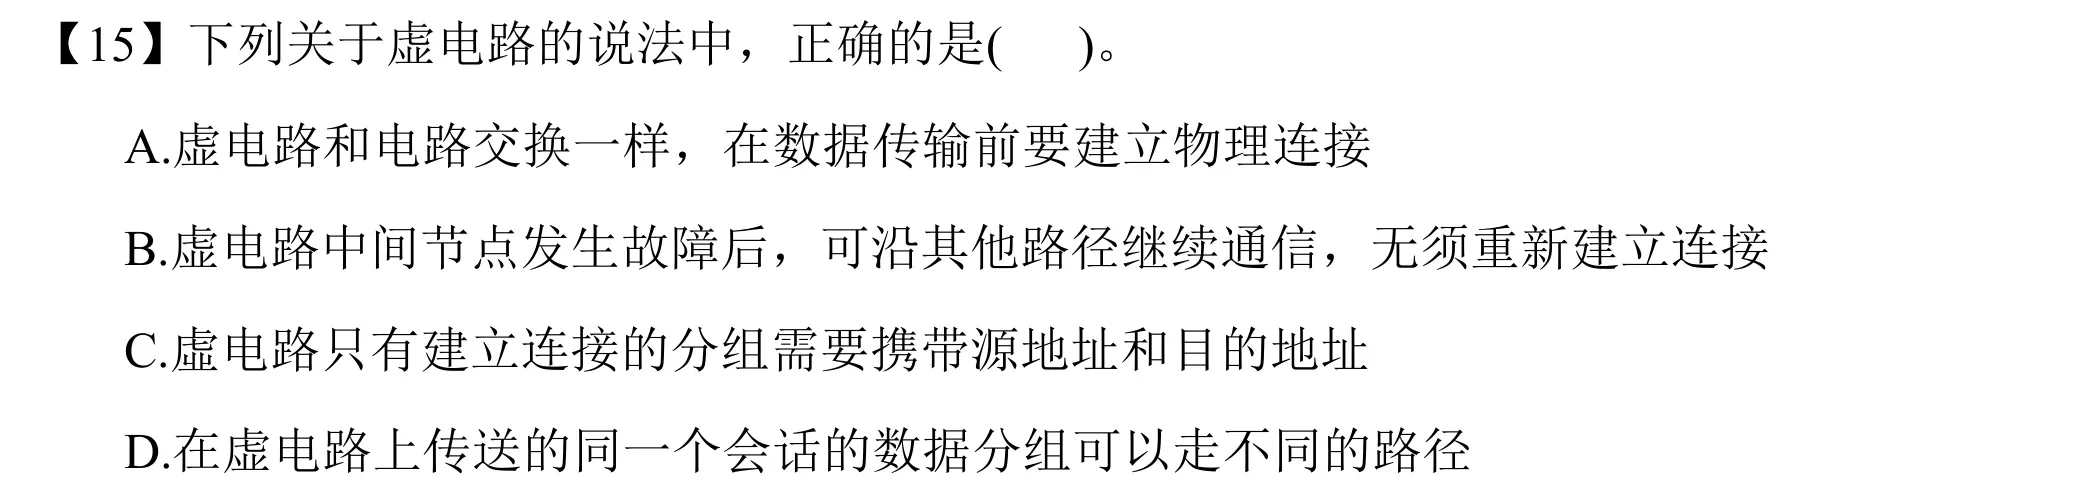 【15】下列关于虚电路的说法中，正确的是(  )。
A.虚电路和电路交换一样，在数据传输前要建立物理连接
B.虚电路中间节点发生故障后，可沿其他路径继续通信，无须重新建立连接
C.虚电路只有建立连接的分组需要携带源地址和目的地址
D.在虚电路上传送的同一个会话的数据分组可以走不同的路径